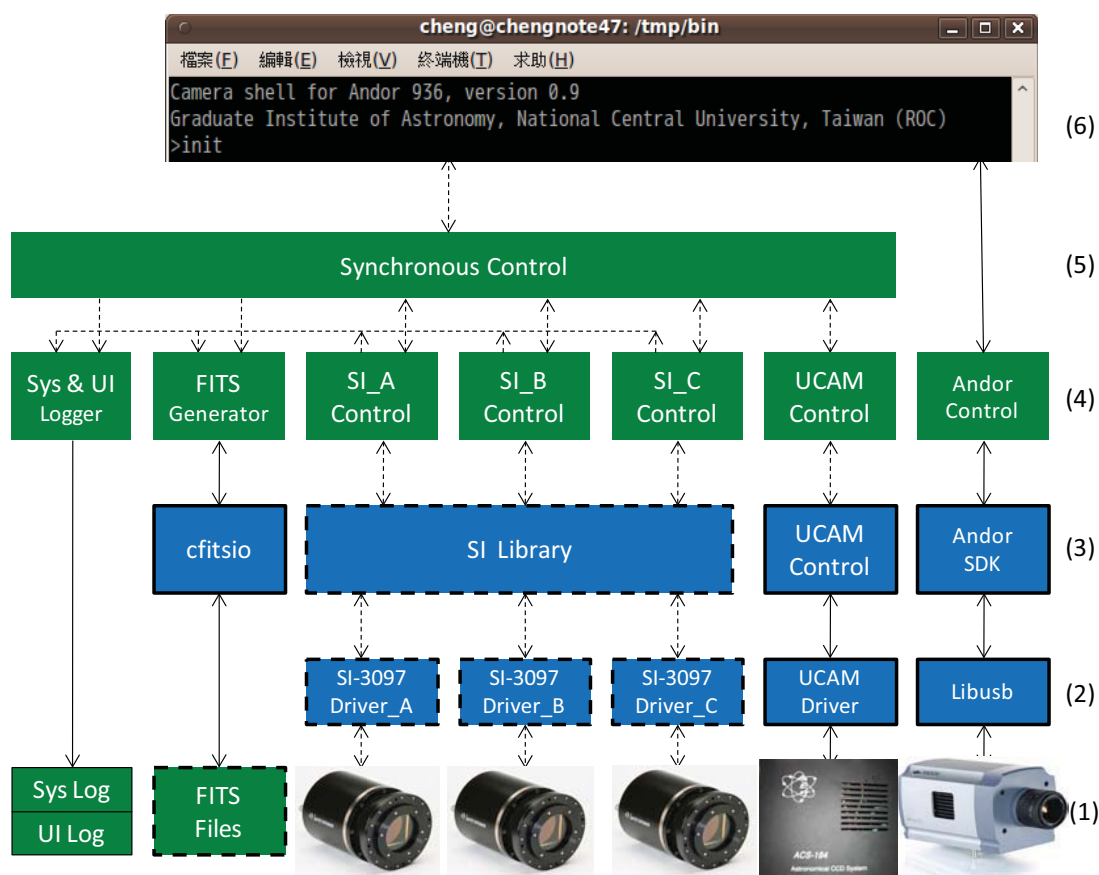 cheng@chengnote47: /tmp/bin
檔案(F) 編輯(E) 檢視(V) 終端機(T) 求助(H)
Camera shell for Andor 936, version 0.9
Graduate Institute of Astronomy, National Central University, Taiwan (ROC)
>init
(6)
Synchronous Control
(5)
Sys & UI
Logger
FITS
Generator
SI_A
Control
SI_B
Control
SI_C
Control
UCAM
Control
Andor
Control
(4)
cfitsio
SI Library
UCAM
Control
Andor
SDK
(3)
SI-3097
Driver_A
SI-3097
Driver_B
SI-3097
Driver_C
UCAM
Driver
Libusb
(2)
Sys Log
UI Log
FITS
Files
ACS-164
Astronomical CCD System
(1)